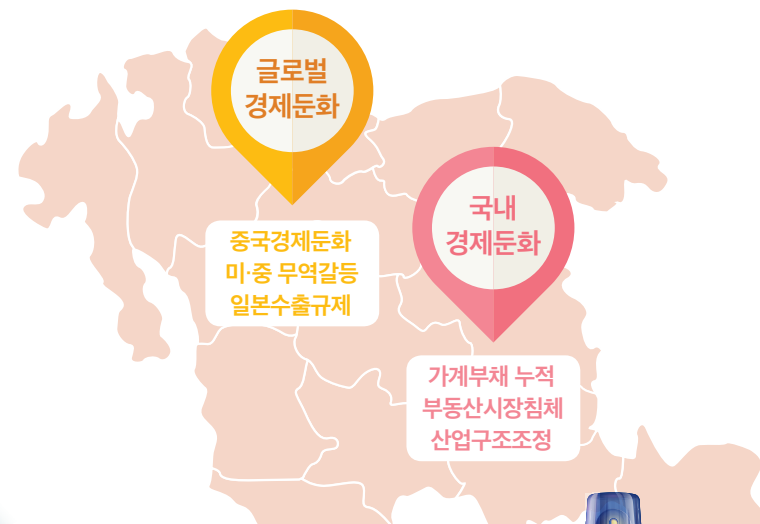 글로벌
경제둔화
중국경제둔화
미·중 무역갈등
일본수출규제
국내
경제둔화
가계부채 누적
부동산시장침체
산업구조조정